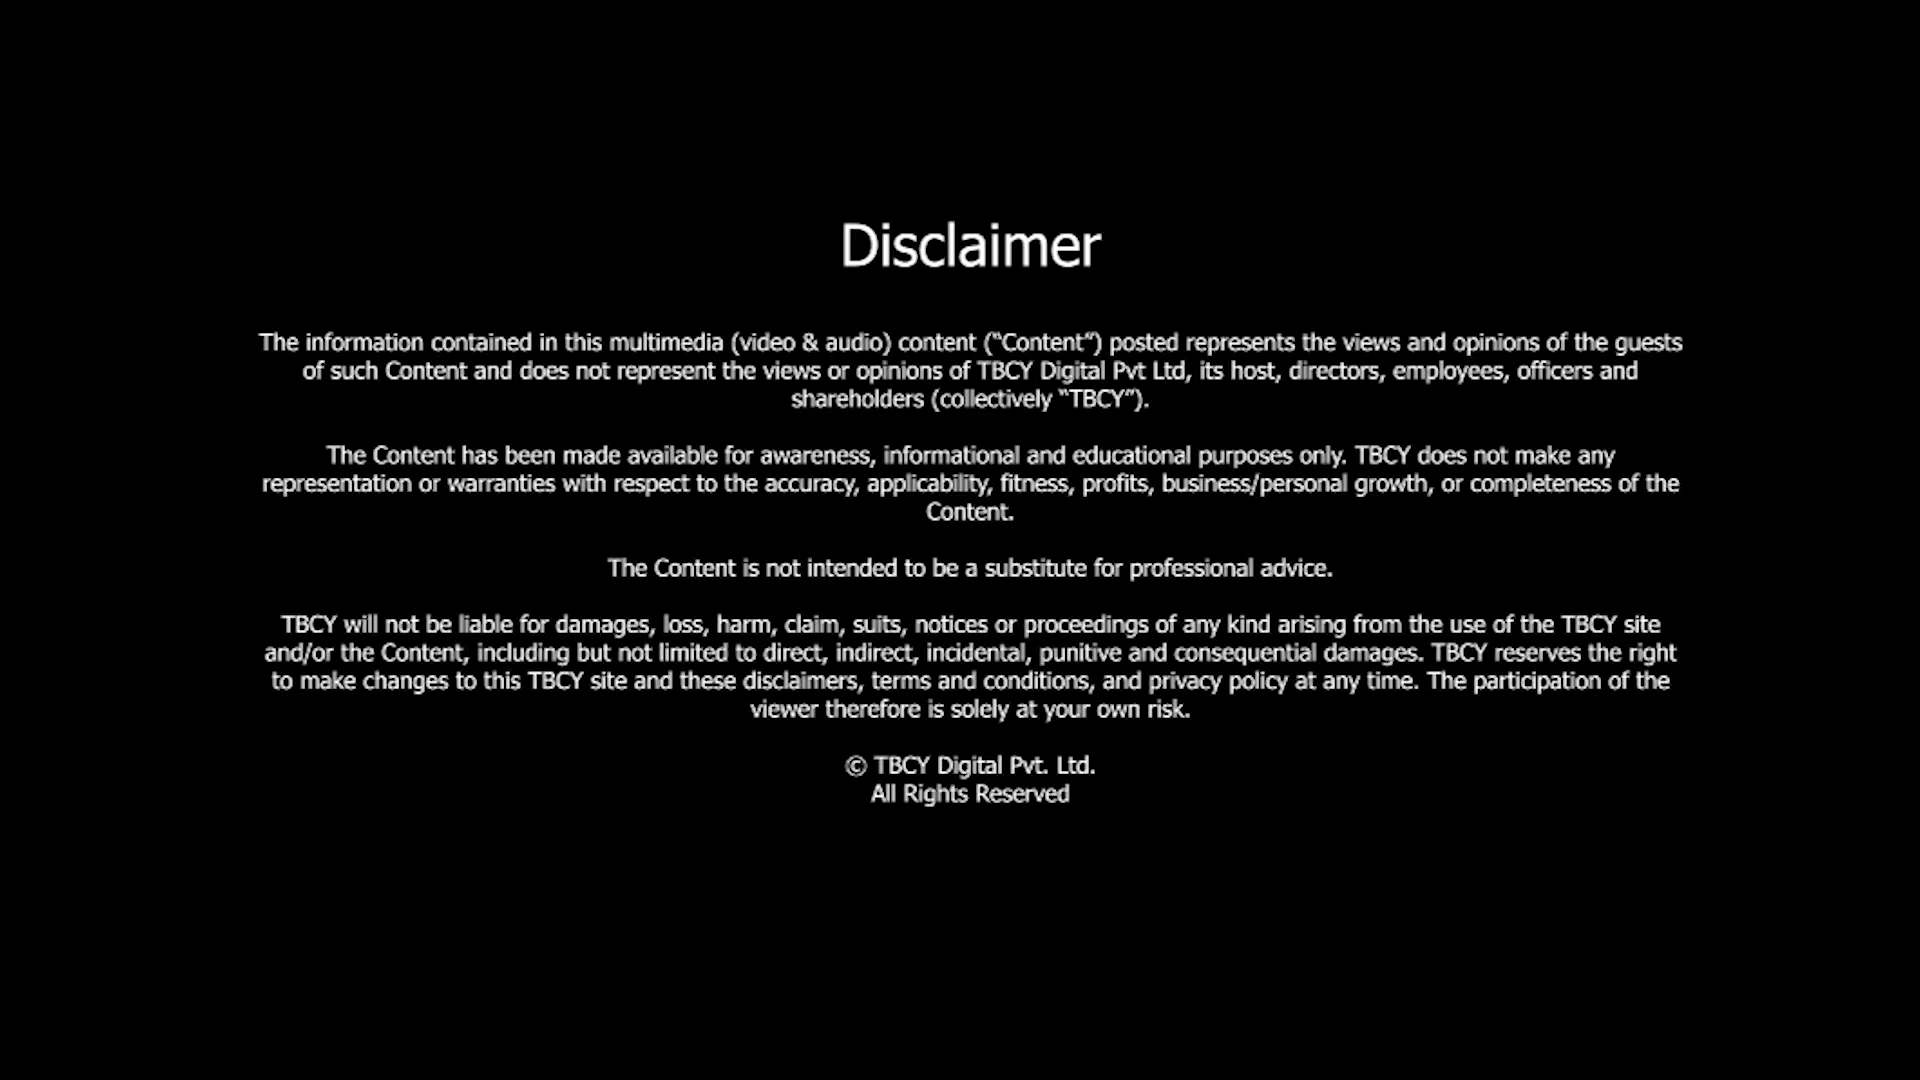 Disclaimer
The information contained in this multimedia (video & audio) content (“Content”) posted represents the views and opinions of the guests
of such Content and does not represent the views or opinions of TBCY Digital Pvt Ltd, its host, directors, employees, officers and
shareholders (collectively “TBCY”).
The Content has been made available for awareness, informational and educational purposes only. TBCY does not make any
representation or warranties with respect to the accuracy, applicability, fitness, profits, business/personal growth, or completeness of the
Content.
The Content is not intended to be a substitute for professional advice.
TBCY will not be liable for damages, loss, harm, claim, suits, notices or proceedings of any kind arising from the use of the TBCY site
and/or the Content, including but not limited to direct, indirect, incidental, punitive and consequential damages. TBCY reserves the right
to make changes to this TBCY site and these disclaimers, terms and conditions, and privacy policy at any time. The participation of the
viewer therefore is solely at your own risk.
© TBCY Digital Pvt. Ltd.
All Rights Reserved